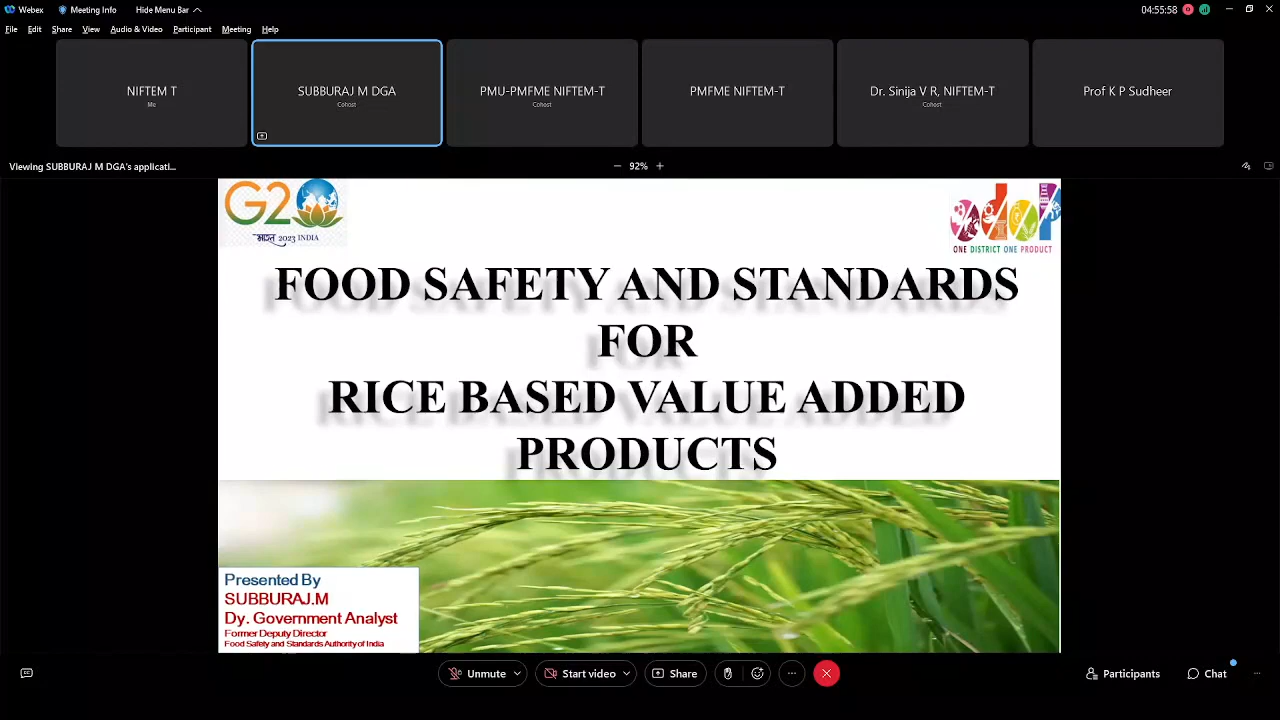 Webex
Meeting Info
Hide Menu Bar
04:55:58
File
Edit
Share
View
Audio & Video
Participant
Meeting
Help
NIFTEM T
Me
SUBBURAJ M DGA
Cohost
PMU-PMFME NIFTEM-T
Cohost
PMFME NIFTEM-T
Dr. Sinija V R, NIFTEM-T
Cohost
Prof K P Sudheer
Viewing SUBBURAJ M DGA's applicati...
92%
G20
भारत 2023 INDIA
odop
ONE DISTRICT ONE PRODUCT
FOOD SAFETY AND STANDARDS
FOR
RICE BASED VALUE ADDED
PRODUCTS
Presented By
SUBBURAJ.M
Dy. Government Analyst
Former Deputy Director
Food Safety and Standards Authority of India
Unmute
Start video
Share
Participants
Chat